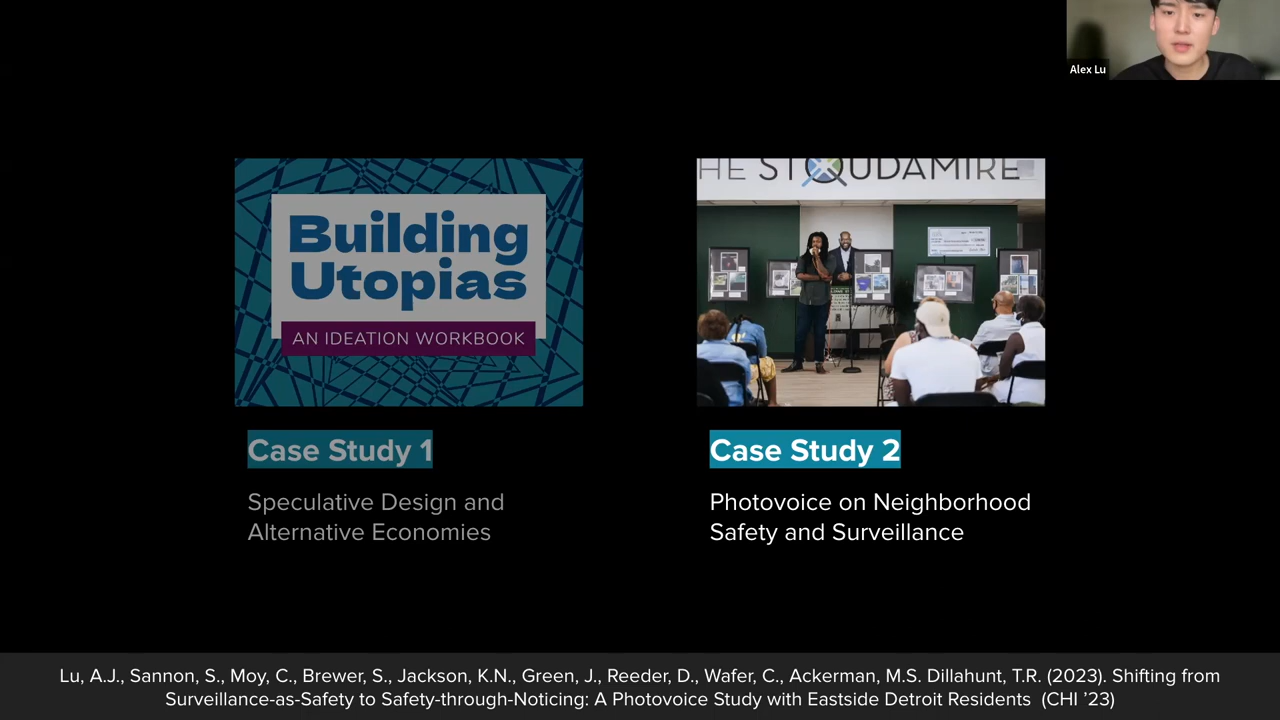 Alex Lu
HE STOUDAMIRE
Building
Utopias
AN IDEATION WORKBOOK
Case Study 1
Case Study 2
Speculative Design and
Alternative Economies
Photovoice on Neighborhood
Safety and Surveillance
Lu, A.J., Sannon, S., Moy, C., Brewer, S., Jackson, K.N., Green, J., Reeder, D., Wafer, C., Ackerman, M.S. Dillahunt, T.R. (2023). Shifting from
Surveillance-as-Safety to Safety-through-Noticing: A Photovoice Study with Eastside Detroit Residents (CHI ’23)